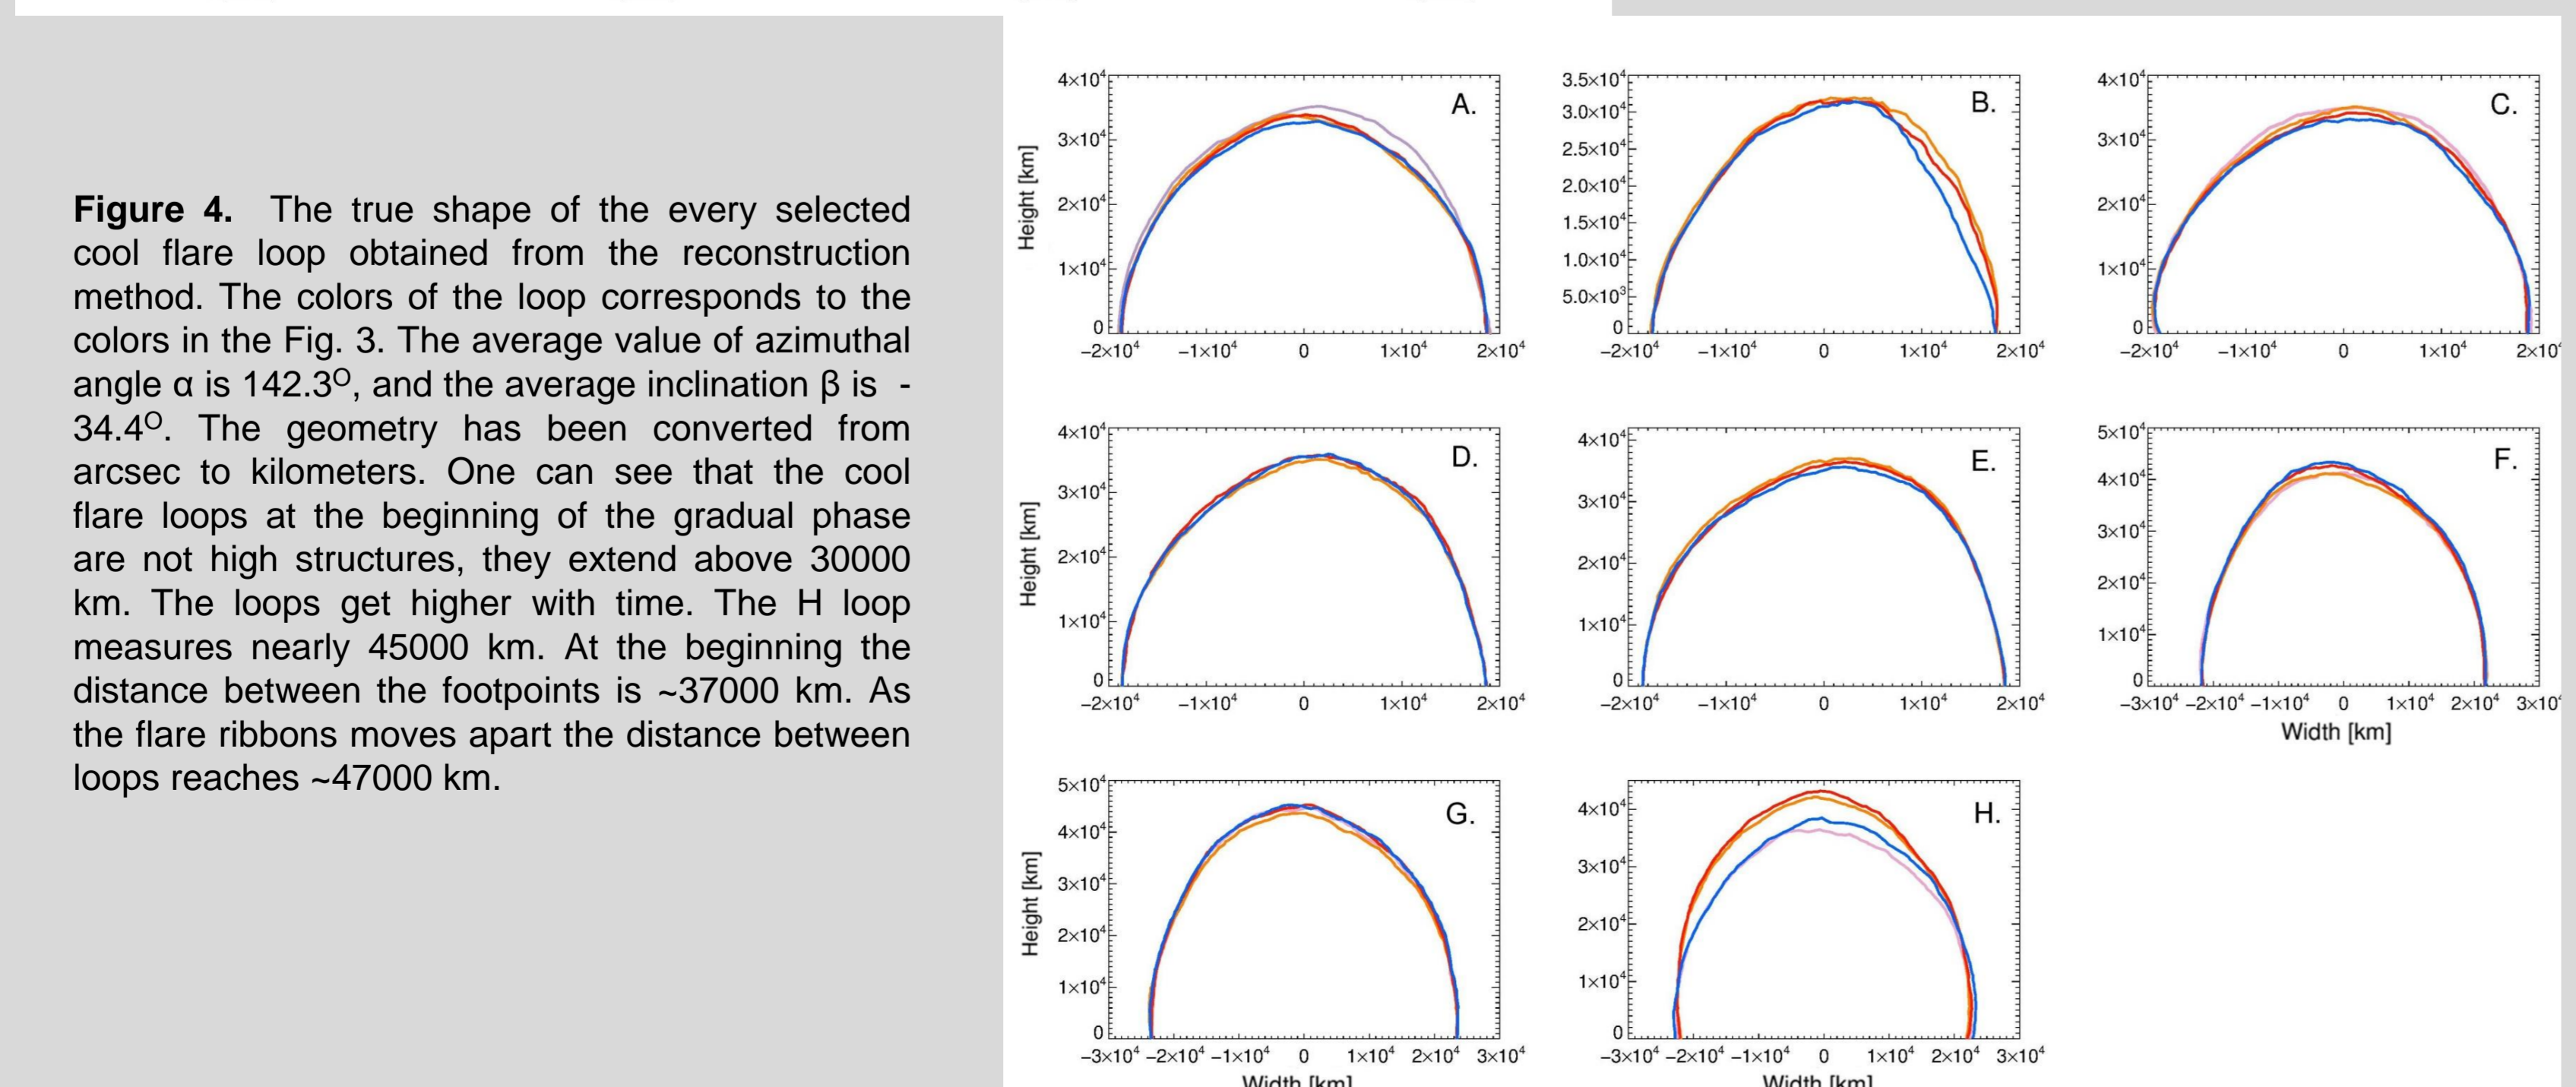 Figure 4. The true shape of the every selected
cool flare loop obtained from the reconstruction
method. The colors of the loop corresponds to the
colors in the Fig. 3. The average value of azimuthal
angle α is 142.3ᴼ, and the average inclination β is -
34.4ᴼ. The geometry has been converted from
arcsec to kilometers. One can see that the cool
flare loops at the beginning of the gradual phase
are not high structures, they extend above 30000
km. The loops get higher with time. The H loop
measures nearly 45000 km. At the beginning the
distance between the footpoints is ~37000 km. As
the flare ribbons moves apart the distance between
loops reaches ~47000 km.
A.
Height [km]
4×10⁴
3×10⁴
2×10⁴
1×10⁴
0
−2×10⁴ −1×10⁴ 0 1×10⁴ 2×10⁴
B.
3.5×10⁴
3.0×10⁴
2.5×10⁴
2.0×10⁴
1.5×10⁴
1.0×10⁴
5.0×10³
0
−2×10⁴ −1×10⁴ 0 1×10⁴ 2×10⁴
C.
4×10⁴
3×10⁴
2×10⁴
1×10⁴
0
−2×10⁴ −1×10⁴ 0 1×10⁴ 2×10⁴
D.
Height [km]
4×10⁴
3×10⁴
2×10⁴
1×10⁴
0
−2×10⁴ −1×10⁴ 0 1×10⁴ 2×10⁴
E.
4×10⁴
3×10⁴
2×10⁴
1×10⁴
0
−2×10⁴ −1×10⁴ 0 1×10⁴ 2×10⁴
F.
5×10⁴
4×10⁴
3×10⁴
2×10⁴
1×10⁴
0
−3×10⁴ −2×10⁴ −1×10⁴ 0 1×10⁴ 2×10⁴ 3×10⁴
Width [km]
G.
Height [km]
5×10⁴
4×10⁴
3×10⁴
2×10⁴
1×10⁴
0
−3×10⁴ −2×10⁴ −1×10⁴ 0 1×10⁴ 2×10⁴ 3×10⁴
Width [km]
H.
4×10⁴
3×10⁴
2×10⁴
1×10⁴
0
−3×10⁴ −2×10⁴ −1×10⁴ 0 1×10⁴ 2×10⁴ 3×10⁴
Width [km]